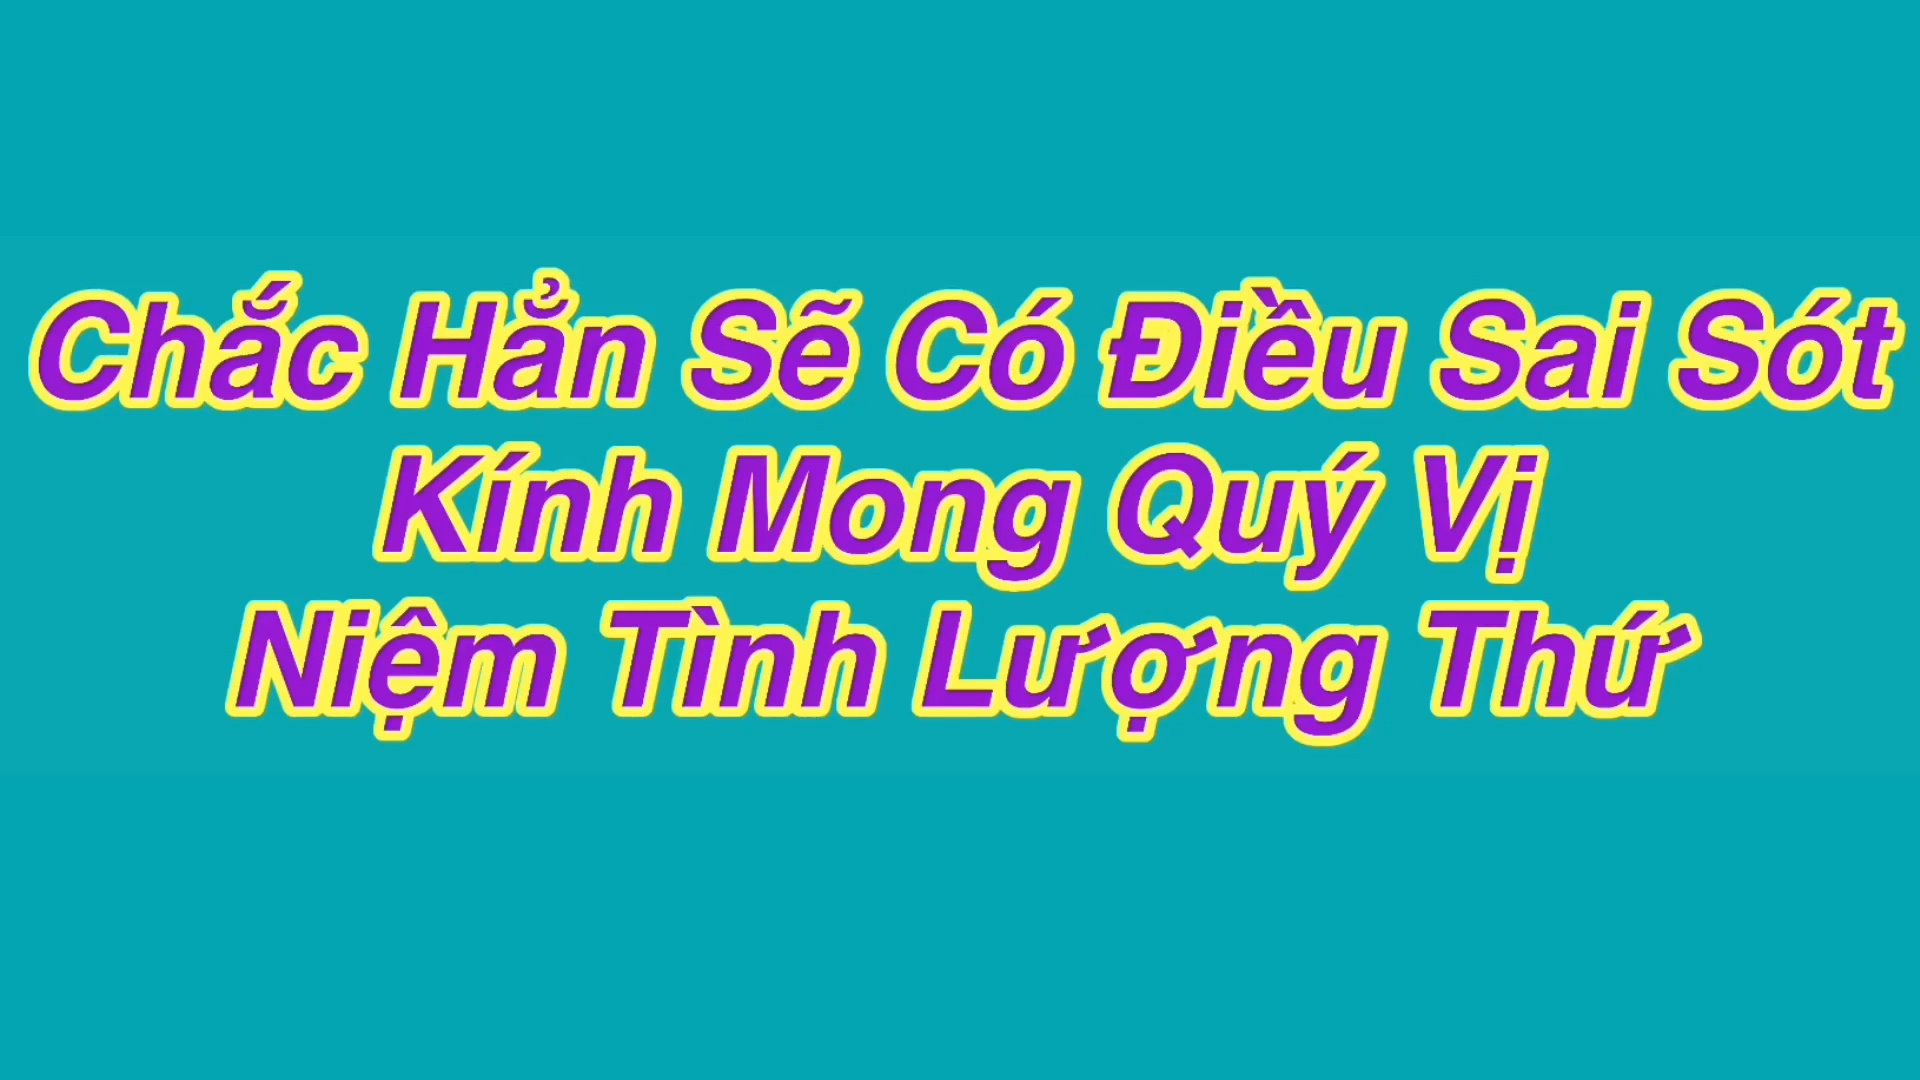 Chắc Hẳn Sẽ Có Điều Sai Sót
Kính Mong Quý Vị
Niệm Tình Lượng Thứ